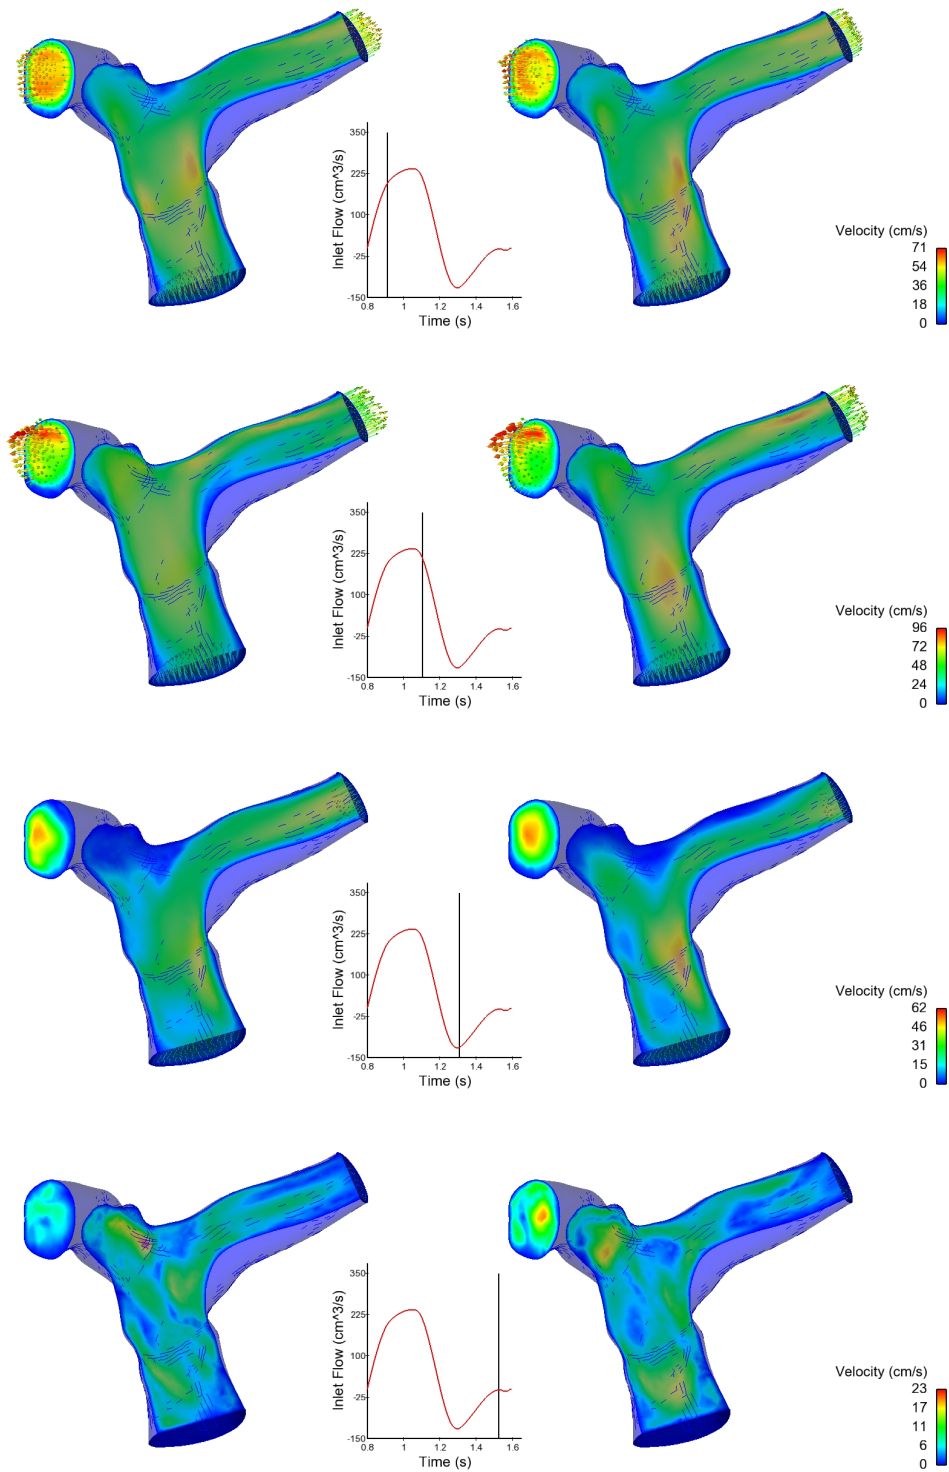 350
225
100
-25
-150
Inlet Flow (cm^3/s)
0.8 1 1.2 1.4 1.6
Time (s)
Velocity (cm/s)
71
54
36
18
0
350
225
100
-25
-150
Inlet Flow (cm^3/s)
0.8 1 1.2 1.4 1.6
Time (s)
Velocity (cm/s)
96
72
48
24
0
350
225
100
-25
-150
Inlet Flow (cm^3/s)
0.8 1 1.2 1.4 1.6
Time (s)
Velocity (cm/s)
62
46
31
15
0
350
225
100
-25
-150
Inlet Flow (cm^3/s)
0.8 1 1.2 1.4 1.6
Time (s)
Velocity (cm/s)
23
17
11
6
0